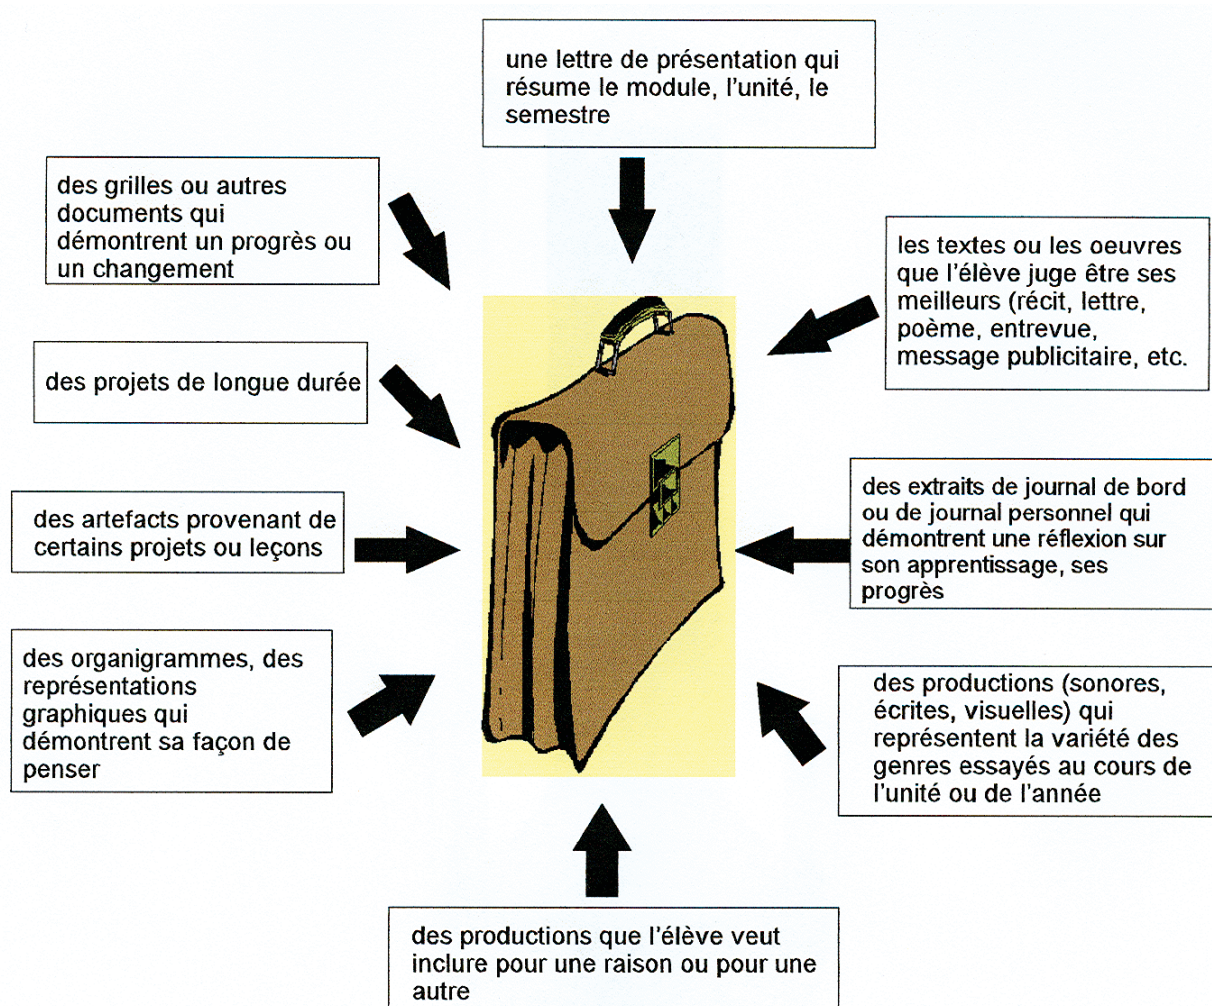 une lettre de présentation qui
résume le module, l'unité, le
semestre
des grilles ou autres
documents qui
démontrent un progrès ou
un changement
les textes ou les oeuvres
que l'élève juge être ses
meilleurs (récit, lettre,
poème, entrevue,
message publicitaire, etc.
des projets de longue durée
des artefacts provenant de
certains projets ou leçons
des extraits de journal de bord
ou de journal personnel qui
démontrent une réflexion sur
son apprentissage, ses
progrès
des organigrammes, des
représentations
graphiques qui
démontrent sa façon de
penser
des productions (sonores,
écrites, visuelles) qui
représentent la variété des
genres essayés au cours de
l'unité ou de l'année
des productions que l'élève veut
inclure pour une raison ou pour une
autre